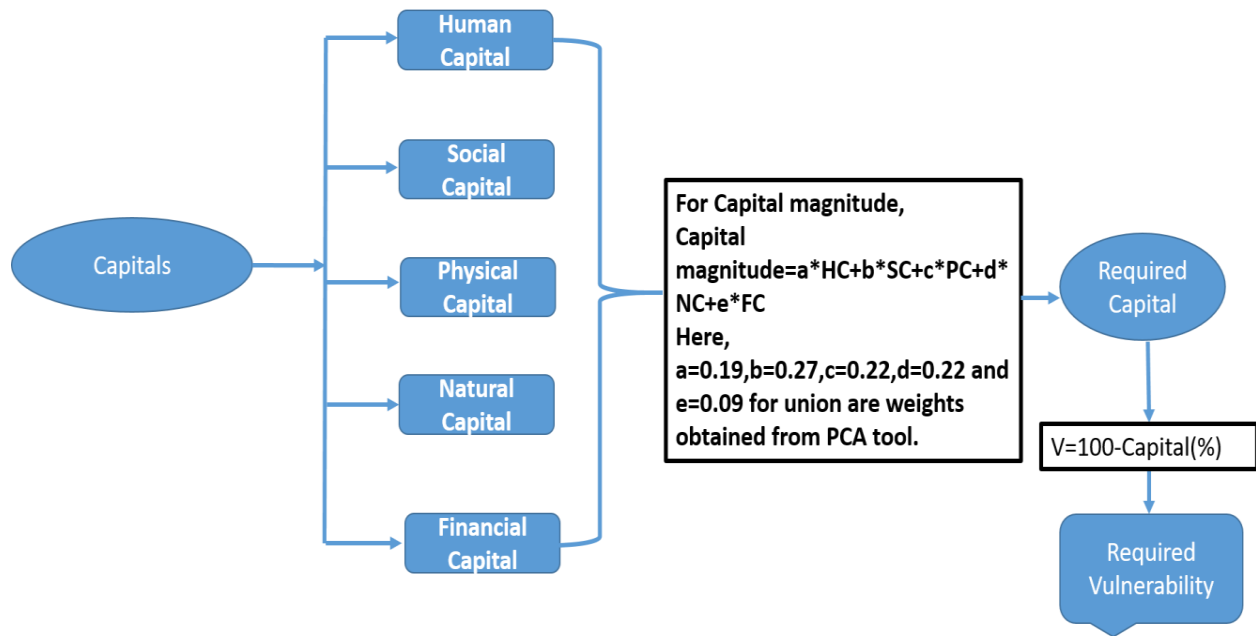 Human
Capital
Social
Capital
Capitals
Physical
Capital
Natural
Capital
Financial
Capital
For Capital magnitude,
Capital
magnitude=a*HC+b*SC+c*PC+d*
NC+e*FC
Here,
a=0.19,b=0.27,c=0.22,d=0.22 and
e=0.09 for union are weights
obtained from PCA tool.
Required
Capital
V=100-Capital(%)
Required
Vulnerability